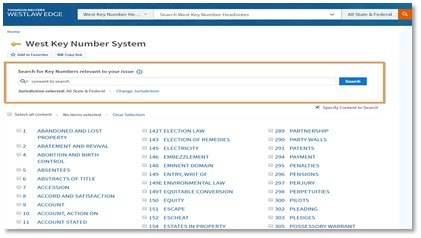 THOMSON REUTERS
WESTLAW EDGE
West Key Number He...
Search West Key Number Headnotes
All State & Federal
Home
West Key Number System
Add to Favorites
Copy link
Search for Key Numbers relevant to your issue
consent to search
Search
Jurisdiction selected: All State & Federal
Change Jurisdiction
Specify Content to Search
Select all content
No items selected
Clear Selection
1 ABANDONED AND LOST
PROPERTY
2 ABATEMENT AND REVIVAL
4 ABORTION AND BIRTH
CONTROL
5 ABSENTEES
6 ABSTRACTS OF TITLE
7 ACCESSION
8 ACCORD AND SATISFACTION
9 ACCOUNT
10 ACCOUNT, ACTION ON
11 ACCOUNT STATED
142T ELECTION LAW
143 ELECTION OF REMEDIES
145 ELECTRICITY
146 EMBEZZLEMENT
148 EMINENT DOMAIN
149 ENTRY, WRIT OF
149E ENVIRONMENTAL LAW
149T EQUITABLE CONVERSION
150 EQUITY
151 ESCAPE
152 ESCHEAT
154 ESTATES IN PROPERTY
289 PARTNERSHIP
290 PARTY WALLS
291 PATENTS
294 PAYMENT
295 PENALTIES
296 PENSIONS
297 PERJURY
298 PERPETUITIES
300 PILOTS
302 PLEADING
303 PLEDGES
305 POSSESSORY WARRANT